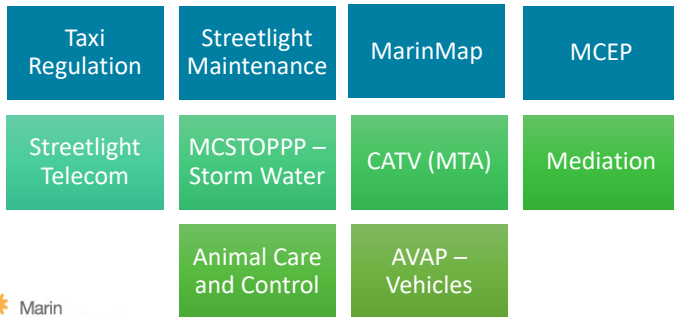 Taxi
Regulation
Streetlight
Maintenance
MarinMap
MCEP
Streetlight
Telecom
MCSTOPPP –
Storm Water
CATV (MTA)
Mediation
Animal Care
and Control
AVAP –
Vehicles
Marin